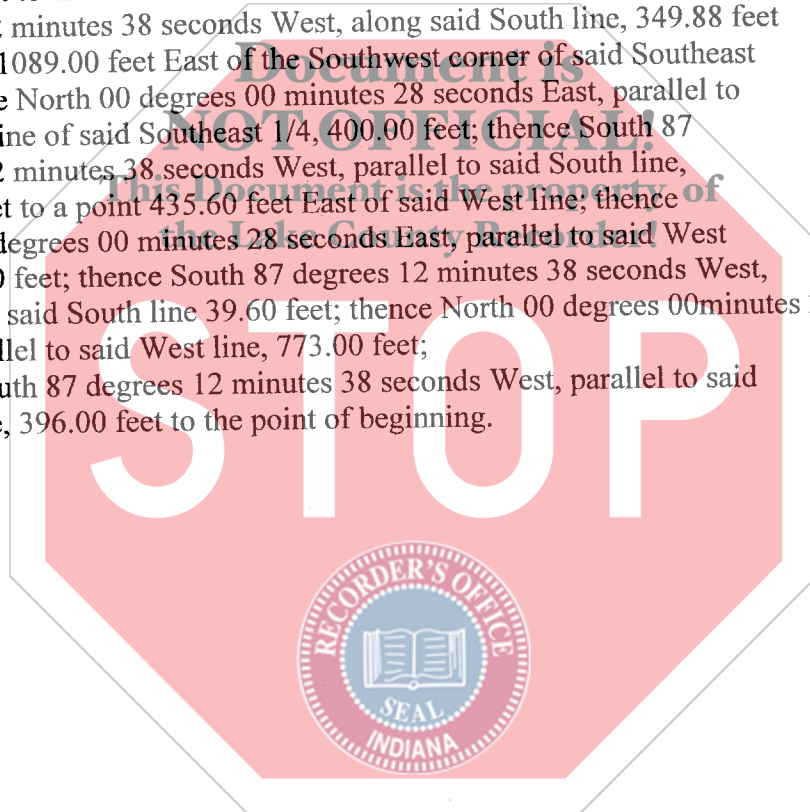 minutes 38 seconds West, along said South line, 349.88 feet
1089.00 feet East of the Southwest corner of said Southeast
North 00 degrees 00 minutes 28 seconds East, parallel to
ine of said Southeast 1/4, 400.00 feet; thence South 87
minutes 38 seconds West, parallel to said South line,
et to a point 435.60 feet East of said West line; thence
degrees 00 minutes 28 seconds East, parallel to said West
0 feet; thence South 87 degrees 12 minutes 38 seconds West,
said South line 39.60 feet; thence North 00 degrees 00minutes
llel to said West line, 773.00 feet;
uth 87 degrees 12 minutes 38 seconds West, parallel to said
e, 396.00 feet to the point of beginning.
Document is
NOT OFFICIAL!
This Document is the property of
the Lake County Recorder!
STOP
RECORDER'S OFFICE
SEAL
INDIANA